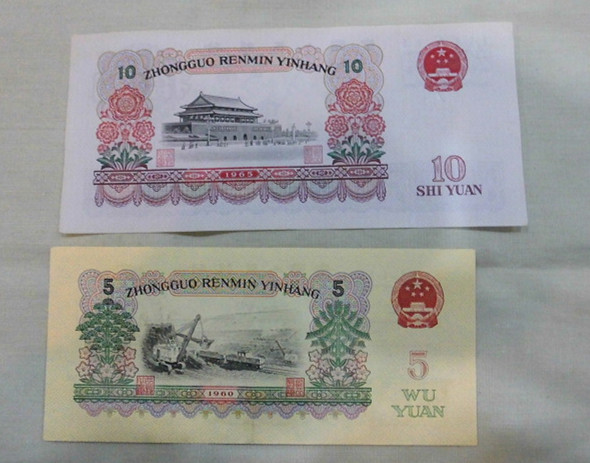 10 ZHONGGUO RENMIN YINHANG 10
1965
10
SHI YUAN
5 ZHONGGUO RENMIN YINHANG 5
1960
5
WU
YUAN